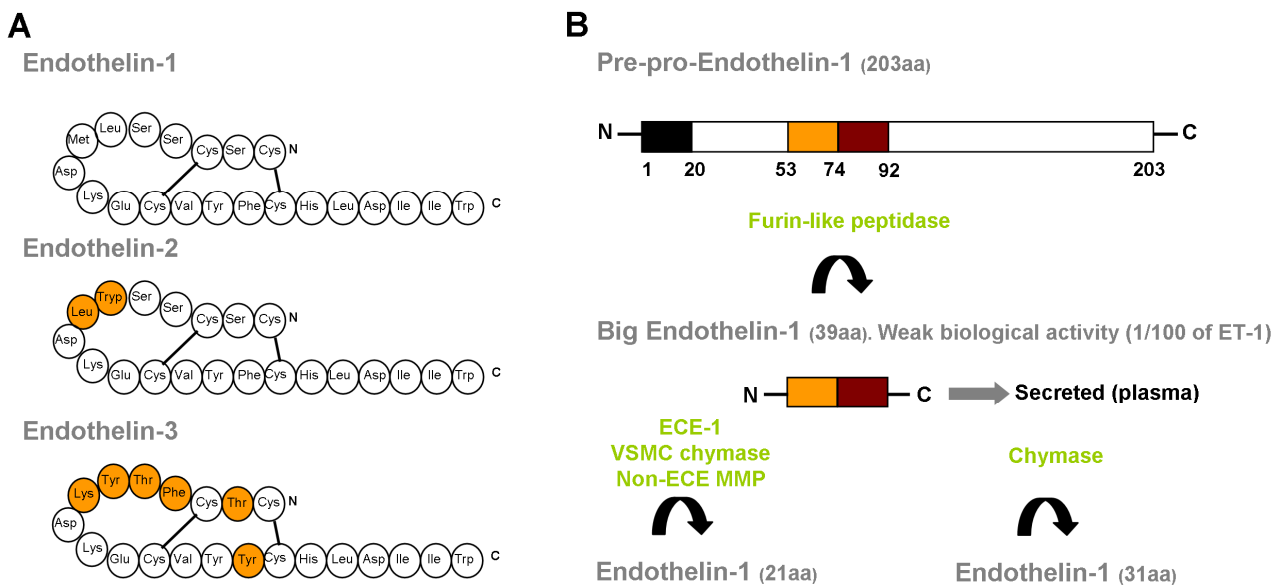 A
Endothelin-1
Met Leu Ser Ser Cys Ser Cys N
Asp
Lys Glu Cys Val Tyr Phe Cys His Leu Asp Ile Ile Trp C
Endothelin-2
Leu Tryp Ser Ser Cys Ser Cys N
Asp
Lys Glu Cys Val Tyr Phe Cys His Leu Asp Ile Ile Trp C
Endothelin-3
Lys Tyr Thr Phe Cys Thr Cys N
Asp
Lys Glu Cys Val Tyr Tyr Cys His Leu Asp Ile Ile Trp C
B
Pre-pro-Endothelin-1 (203aa)
N C
1 20 53 74 92 203
Furin-like peptidase
Big Endothelin-1 (39aa). Weak biological activity (1/100 of ET-1)
N C Secreted (plasma)
ECE-1
VSMC chymase
Non-ECE MMP
Chymase
Endothelin-1 (21aa)
Endothelin-1 (31aa)